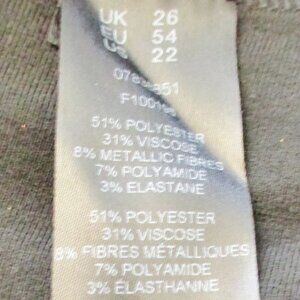 UK 26
EU 54
US 22
51% POLYESTER
31% VISCOSE
8% METALLIC FIBRES
7% POLYAMIDE
3% ELASTANE
51% POLYESTER
31% VISCOSE
8% FIBRES MÉTALLIQUES
7% POLYAMIDE
3% ÉLASTHANNE